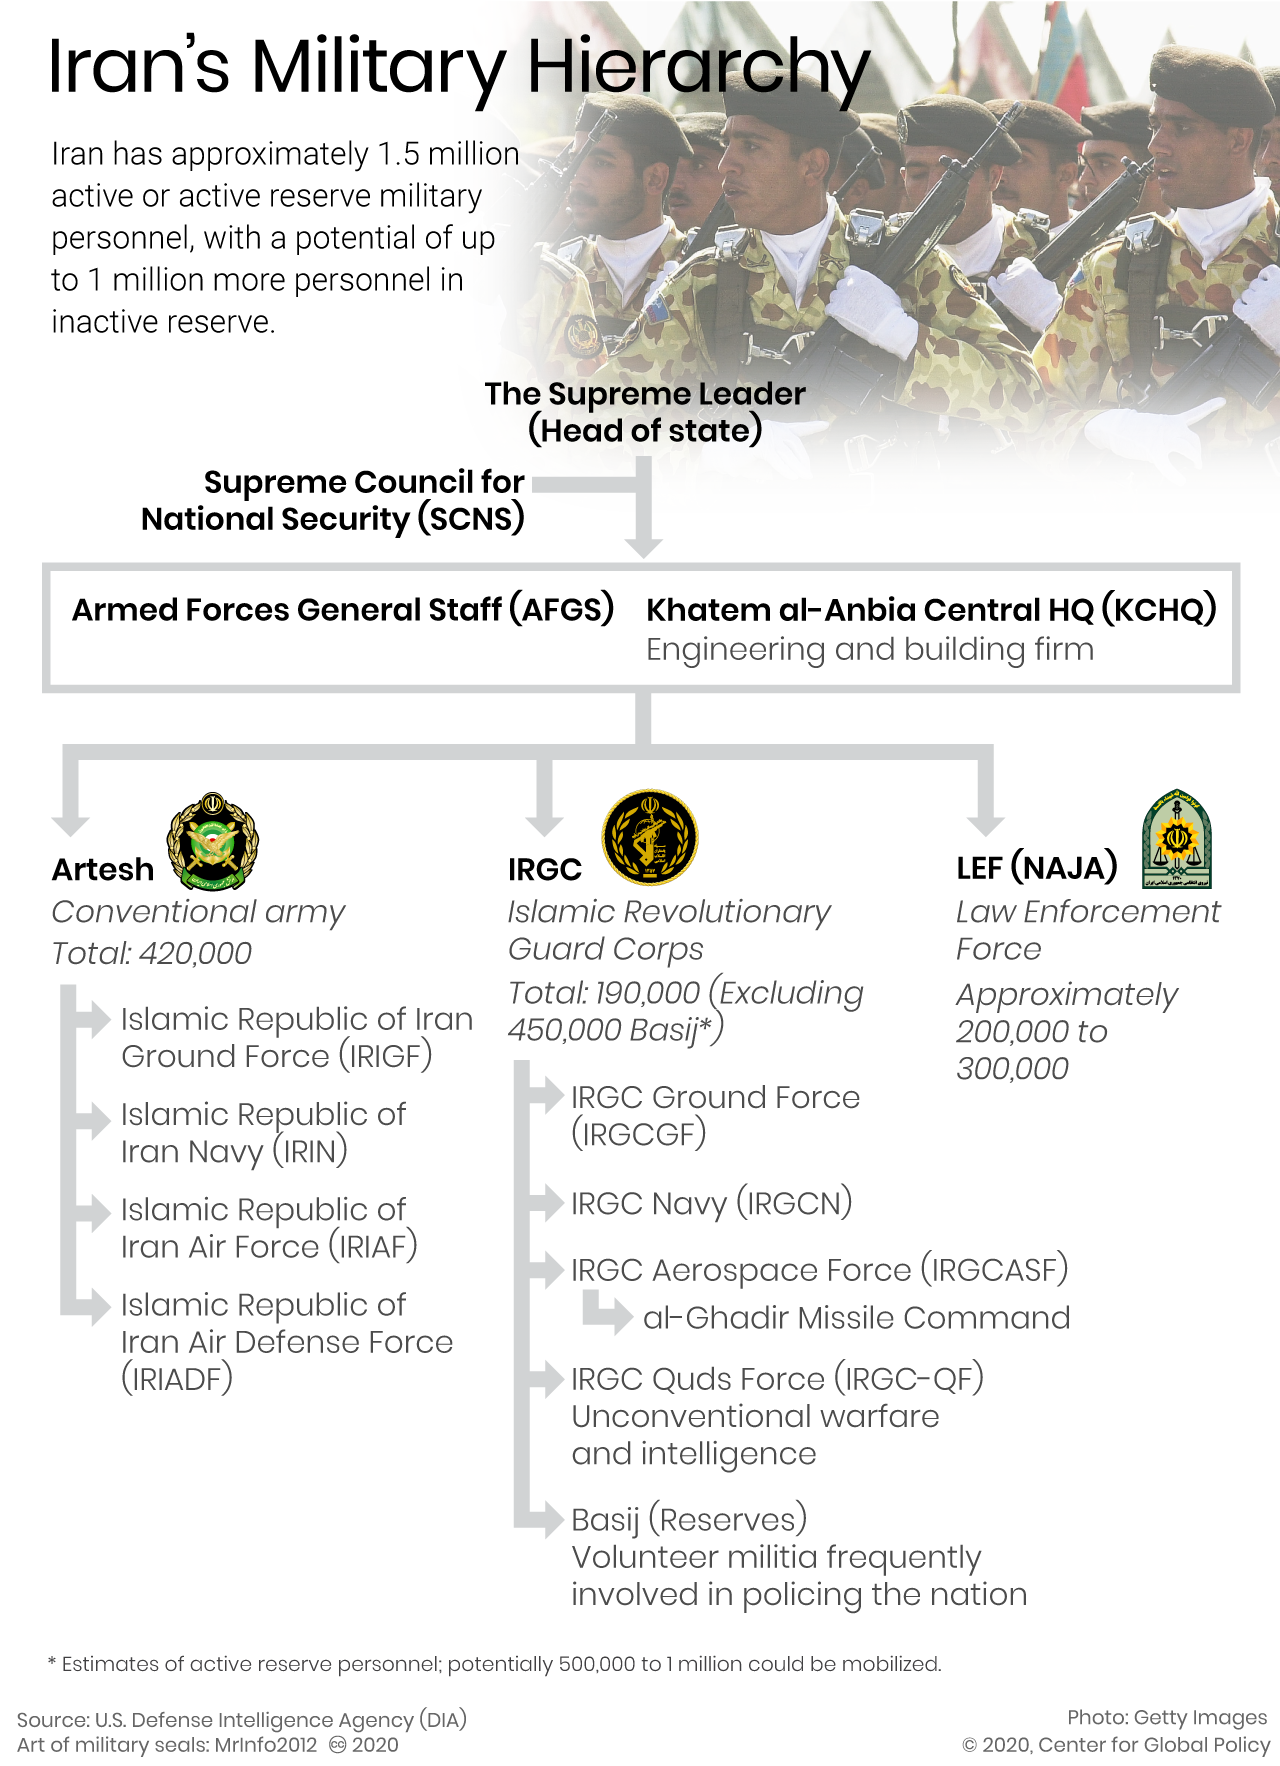 Iran’s Military Hierarchy
Iran has approximately 1.5 million
active or active reserve military
personnel, with a potential of up
to 1 million more personnel in
inactive reserve.
The Supreme Leader
(Head of state)
Supreme Council for
National Security (SCNS)
Armed Forces General Staff (AFGS)
Khatem al-Anbia Central HQ (KCHQ)
Engineering and building firm
Artesh
Conventional army
Total: 420,000
Islamic Republic of Iran
Ground Force (IRIGF)
Islamic Republic of
Iran Navy (IRIN)
Islamic Republic of
Iran Air Force (IRIAF)
Islamic Republic of
Iran Air Defense Force
(IRIADF)
IRGC
Islamic Revolutionary
Guard Corps
Total: 190,000 (Excluding
450,000 Basij*)
IRGC Ground Force
(IRGCGF)
IRGC Navy (IRGCN)
IRGC Aerospace Force (IRGCASF)
al-Ghadir Missile Command
IRGC Quds Force (IRGC-QF)
Unconventional warfare
and intelligence
Basij (Reserves)
Volunteer militia frequently
involved in policing the nation
LEF (NAJA)
Law Enforcement
Force
Approximately
200,000 to
300,000
* Estimates of active reserve personnel; potentially 500,000 to 1 million could be mobilized.
Source: U.S. Defense Intelligence Agency (DIA)
Art of military seals: MrInfo2012 cc 2020
Photo: Getty Images
© 2020, Center for Global Policy